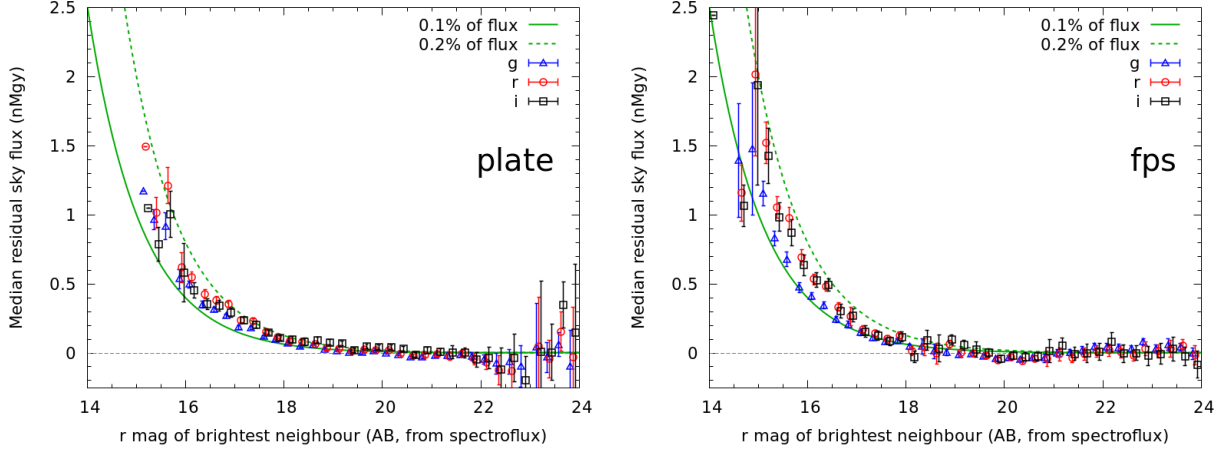 2.5
2
1.5
1
0.5
0
Median residual sky flux (nMgy)
0.1% of flux
0.2% of flux
g
r
i
plate
14 16 18 20 22 24
r mag of brightest neighbour (AB, from spectroflux)
2.5
2
1.5
1
0.5
0
Median residual sky flux (nMgy)
0.1% of flux
0.2% of flux
g
r
i
fps
14 16 18 20 22 24
r mag of brightest neighbour (AB, from spectroflux)